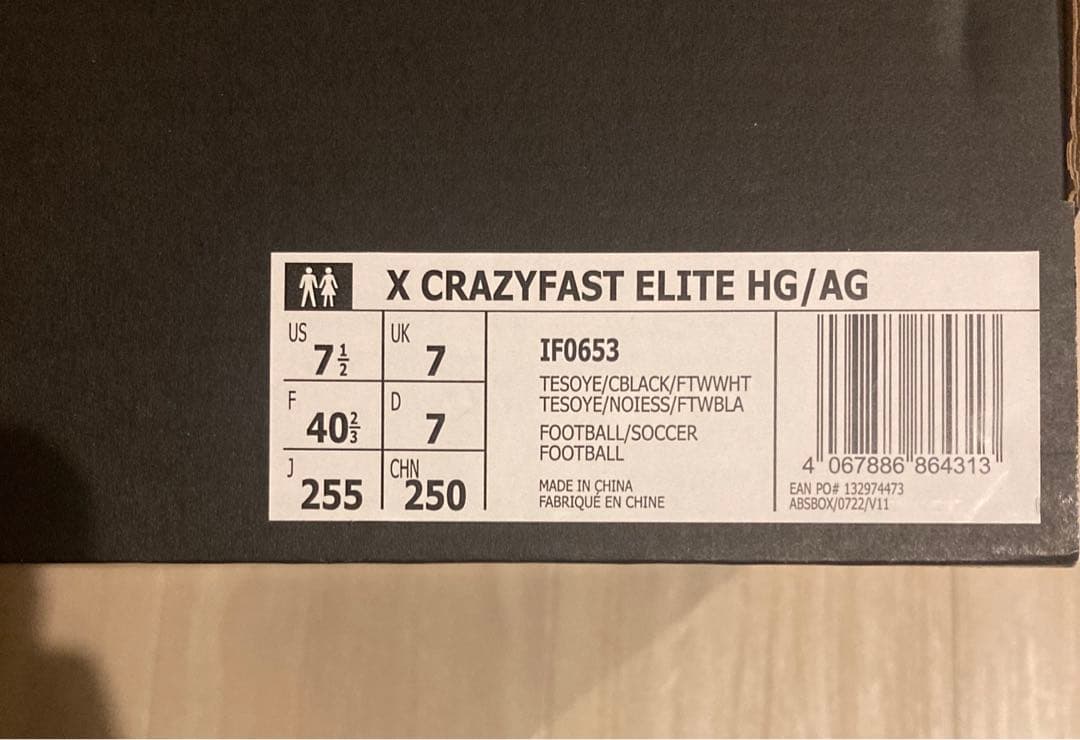 X CRAZYFAST ELITE HG/AG
US 7½
UK 7
F 40⅔
D 7
J 255
CHN 250
IF0653
TESOYE/CBLACK/FTWWHT
TESOYE/NOIESS/FTWBLA
FOOTBALL/SOCCER
FOOTBALL
MADE IN CHINA
FABRIQUÉ EN CHINE
4 067886 864313
EAN PO# 132974473
ABSBOX/0722/V11